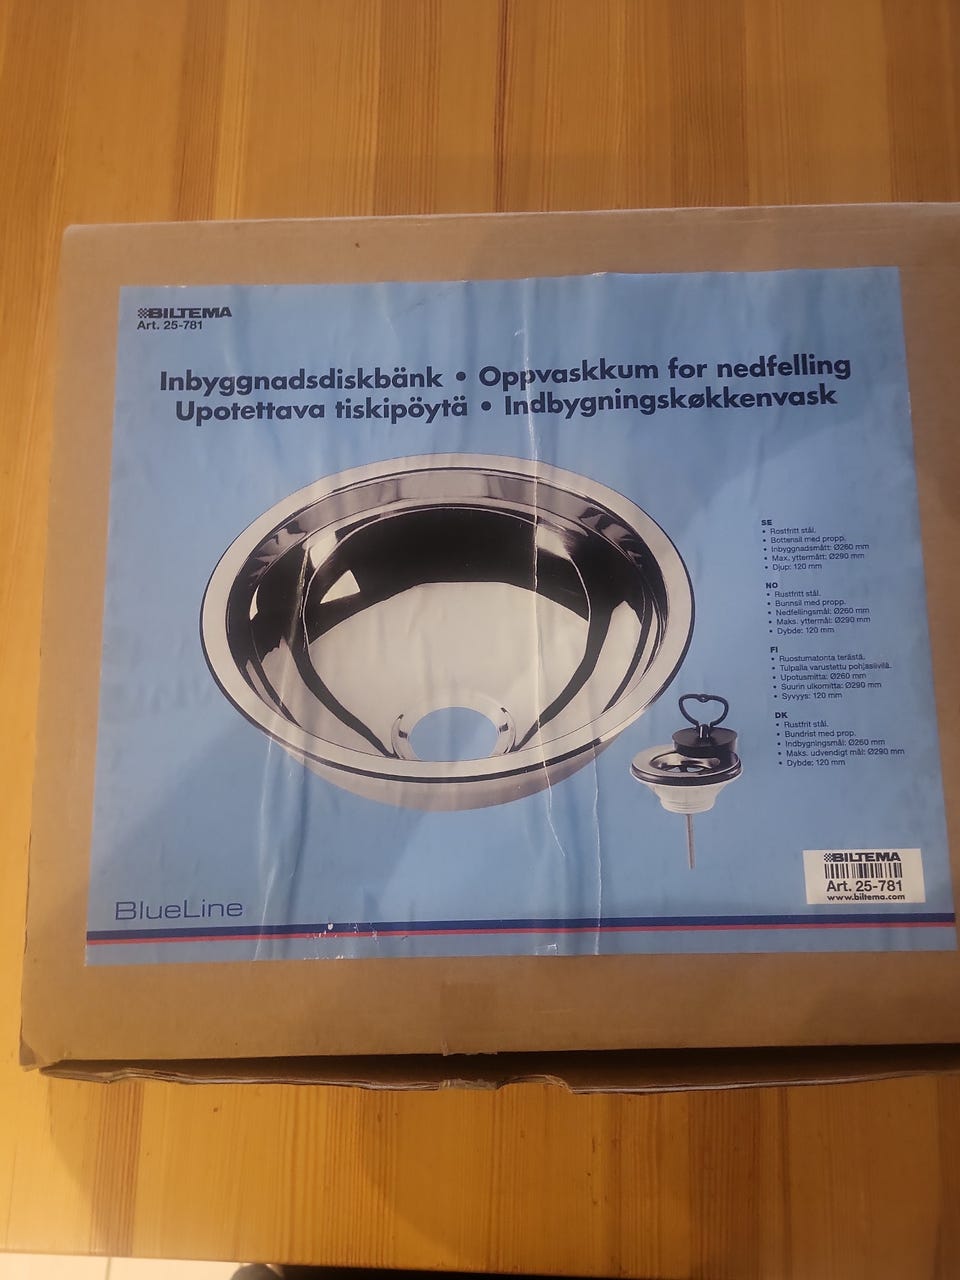 BILTEMA
Art. 25-781
Inbyggnadsdiskbänk • Oppvaskkum for nedfelling
Upotettava tiskipöytä • Indbygningskøkkenvask
SE
• Rostfritt stål.
• Bottensil med propp.
• Inbyggnadsmått: Ø260 mm
• Max. yttermått: Ø290 mm
• Djup: 120 mm
NO
• Rustfritt stål.
• Bunnsil med propp.
• Nedfellingsmål: Ø260 mm
• Maks. yttermål: Ø290 mm
• Dybde: 120 mm
FI
• Ruostumatonta terästä.
• Tulpalla varustettu pohjasiivilä.
• Upotusmitta: Ø260 mm
• Suurin ulkomitta: Ø290 mm
• Syvyys: 120 mm
DK
• Rustfrit stål.
• Bundrist med prop.
• Indbygningsmål: Ø260 mm
• Maks. udvendigt mål: Ø290 mm
• Dybde: 120 mm
BILTEMA
Art. 25-781
www.biltema.com
BlueLine